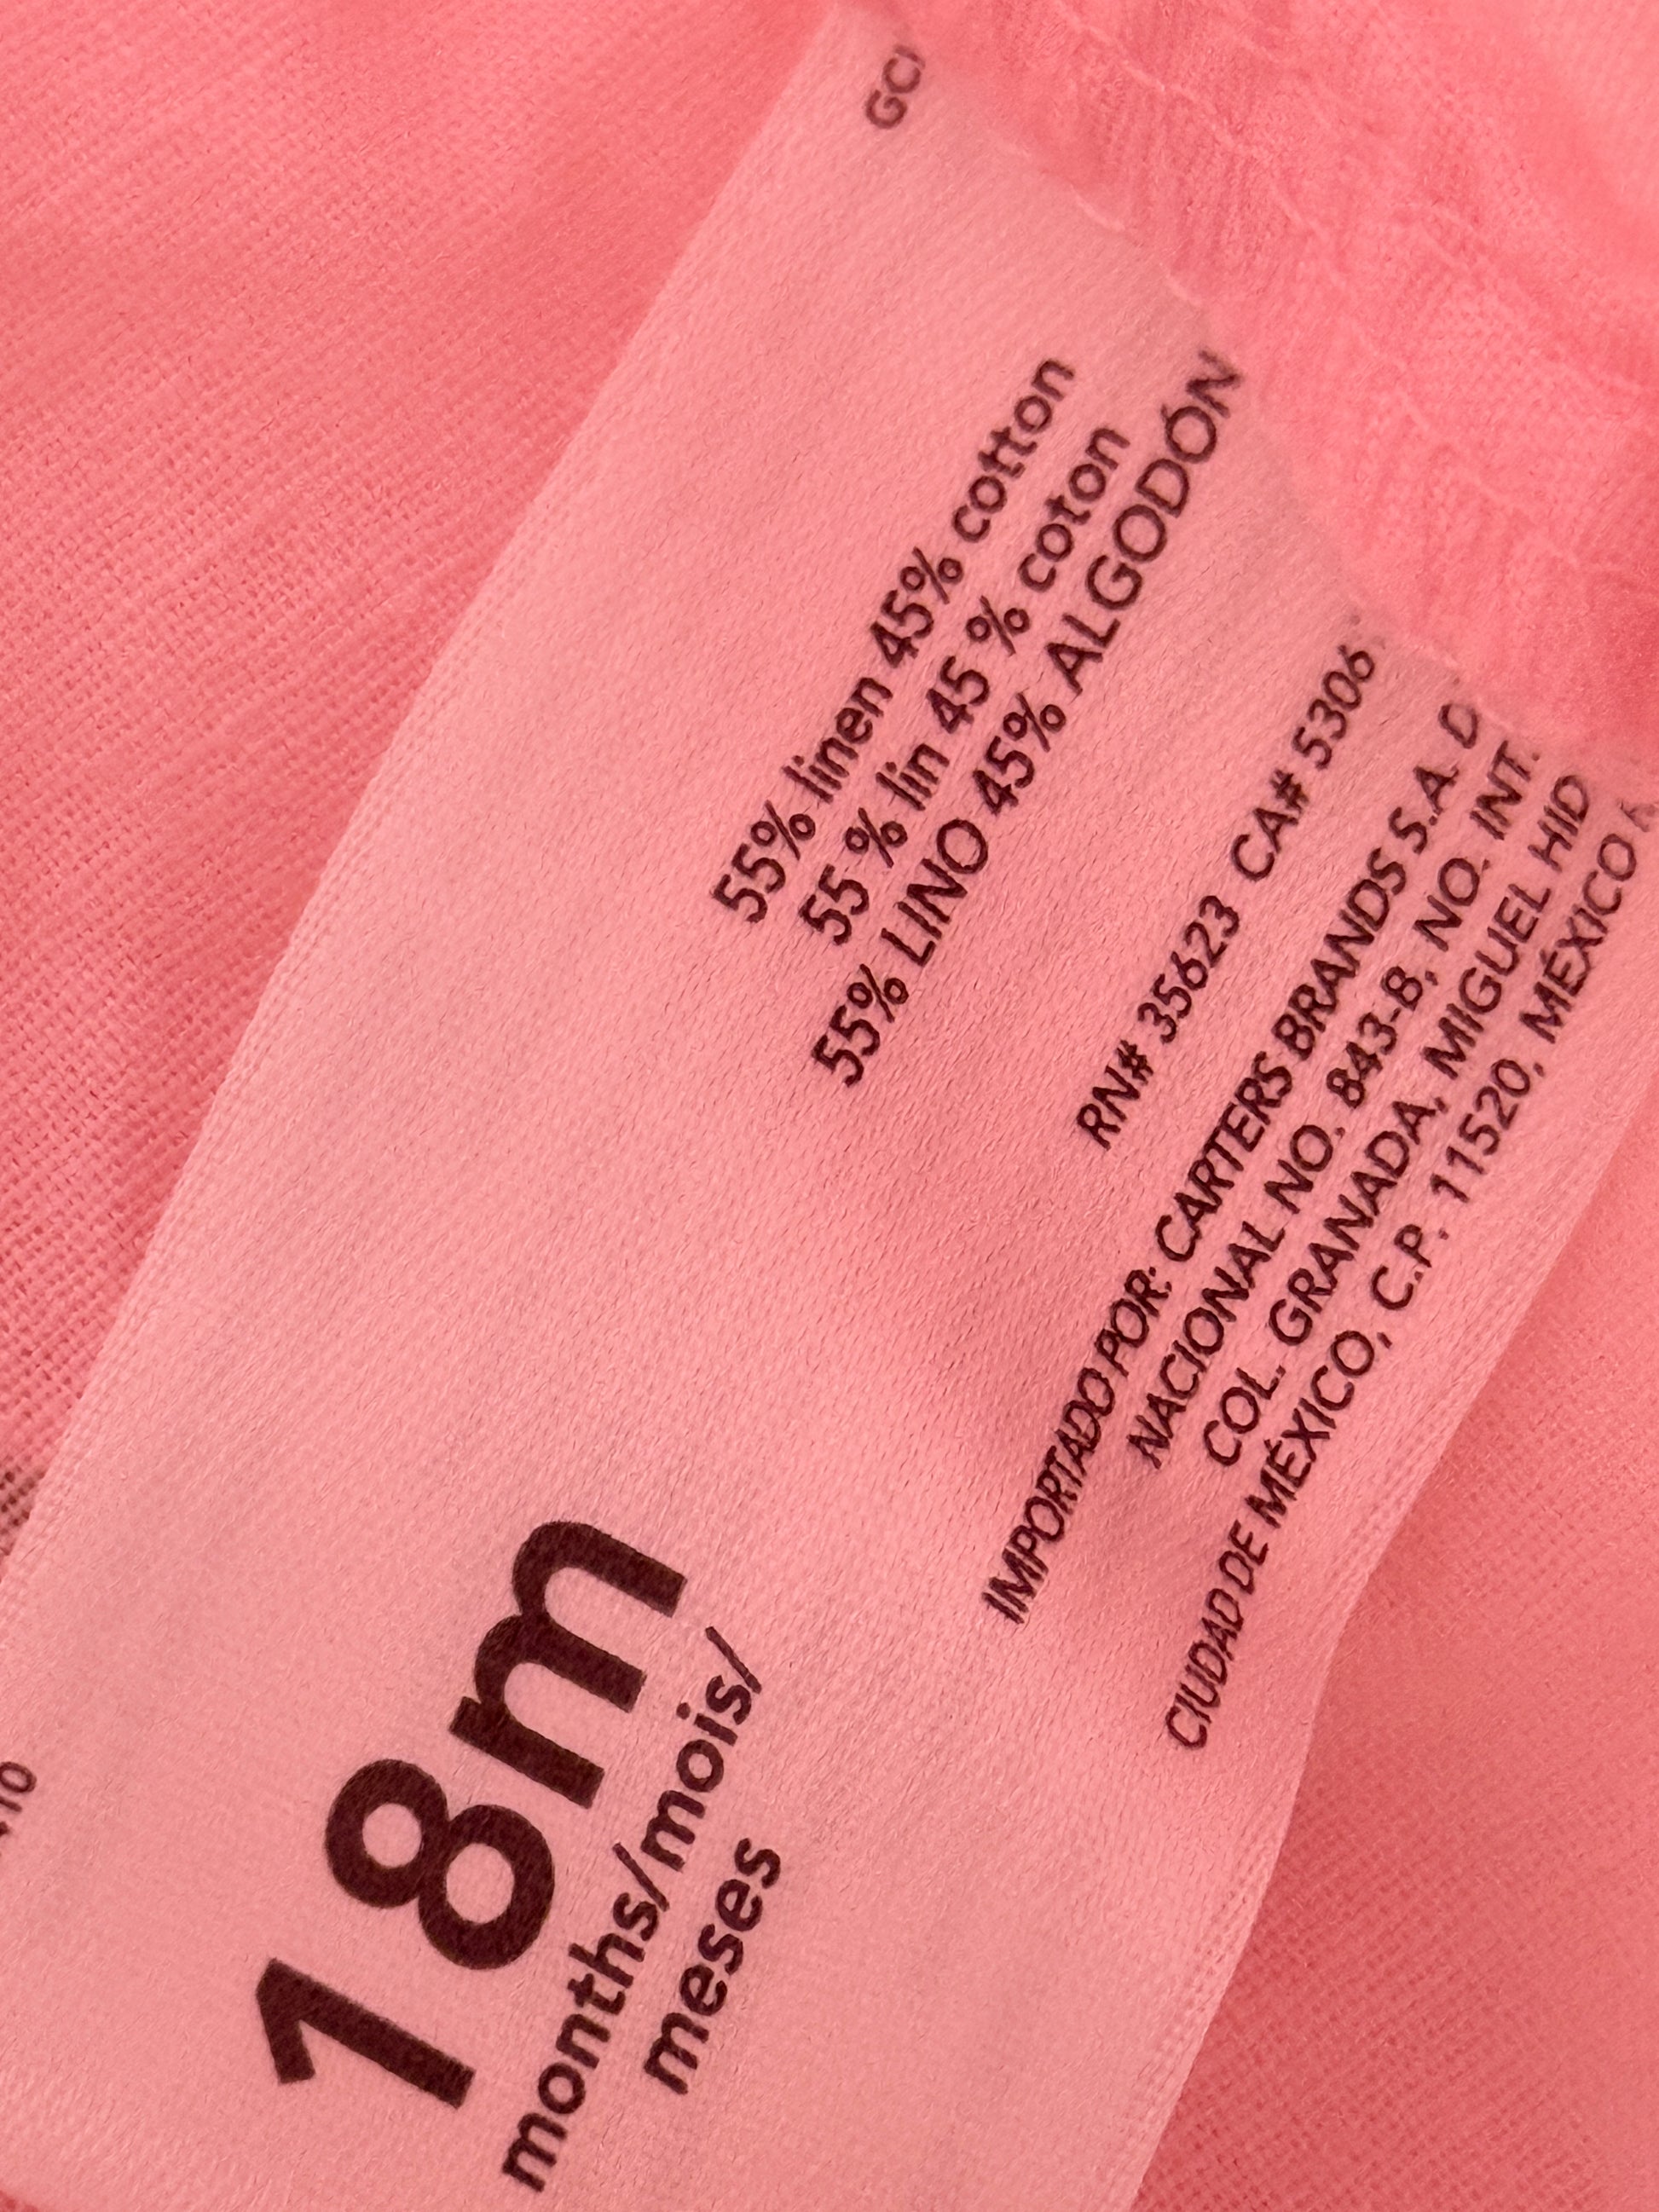 18m
months/mois/
meses
55% linen 45% cotton
55 % lin 45 % coton
55% LINO 45% ALGODÓN
RN# 35623 CA# 5306
IMPORTADO POR: CARTERS BRANDS S.A. D
NACIONAL NO. 843-B, NO. INT.
COL. GRANADA, MIGUEL HID
CIUDAD DE MÉXICO, C.P. 11520, MÉXICO